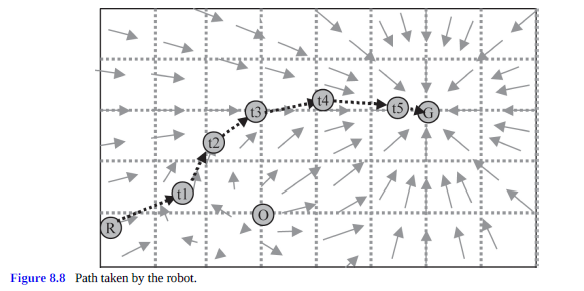 t4
t5
G
t3
t2
t1
R
O
Figure 8.8 Path taken by the robot.